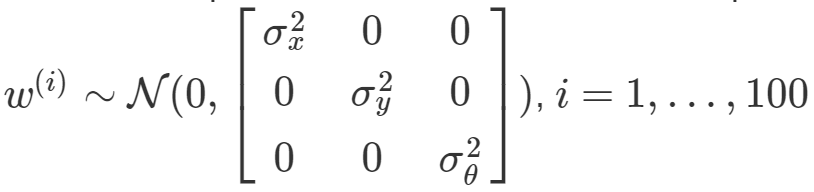 w^{(i)} \sim \mathcal{N}(0, \begin{bmatrix} \sigma_x^2 & 0 & 0 \\ 0 & \sigma_y^2 & 0 \\ 0 & 0 & \sigma_\theta^2 \end{bmatrix}), i = 1, \ldots, 100